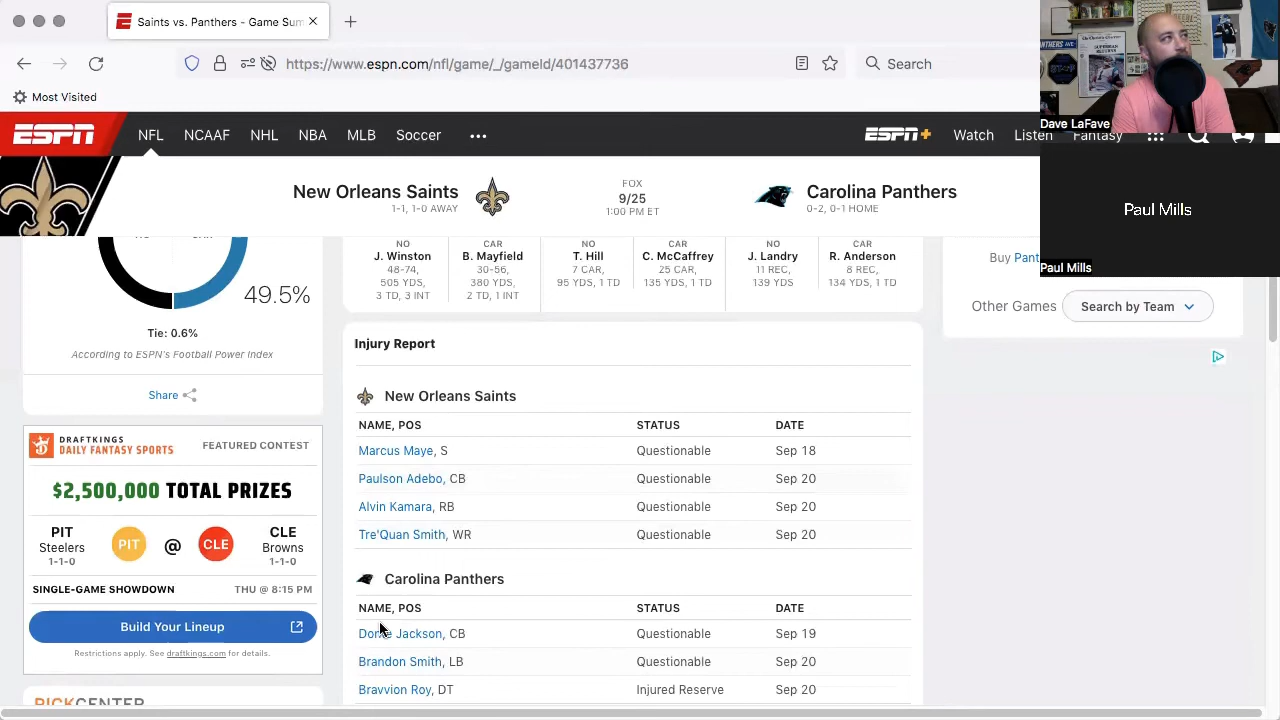 Saints vs. Panthers - Game Sum
https://www.espn.com/nfl/game/_/gameId/401437736
Search
Most Visited
ESPN
NFL
NCAAF
NHL
NBA
MLB
Soccer
ESPN+
Watch
Listen
Fantasy
Dave LaFave
New Orleans Saints
1-1, 1-0 AWAY
FOX
9/25
1:00 PM ET
Carolina Panthers
0-2, 0-1 HOME
Paul Mills
Paul Mills
49.5%
Tie: 0.6%
According to ESPN's Football Power Index
Share
NO
J. Winston
48-74,
505 YDS,
3 TD, 3 INT
CAR
B. Mayfield
30-56,
380 YDS,
2 TD, 1 INT
NO
T. Hill
7 CAR,
95 YDS, 1 TD
CAR
C. McCaffrey
25 CAR,
135 YDS, 1 TD
NO
J. Landry
11 REC,
139 YDS
CAR
R. Anderson
8 REC,
134 YDS, 1 TD
Buy Pant
Other Games
Search by Team
DRAFTKINGS
DAILY FANTASY SPORTS
FEATURED CONTEST
$2,500,000 TOTAL PRIZES
PIT
Steelers
1-1-0
PIT
@
CLE
CLE
Browns
1-1-0
SINGLE-GAME SHOWDOWN
THU @ 8:15 PM
Build Your Lineup
Restrictions apply. See draftkings.com for details.
PICKCENTER
Injury Report
New Orleans Saints
NAME, POS STATUS DATE
Marcus Maye, S Questionable Sep 18
Paulson Adebo, CB Questionable Sep 20
Alvin Kamara, RB Questionable Sep 20
Tre'Quan Smith, WR Questionable Sep 20
Carolina Panthers
NAME, POS STATUS DATE
Donte Jackson, CB Questionable Sep 19
Brandon Smith, LB Questionable Sep 20
Bravvion Roy, DT Injured Reserve Sep 20